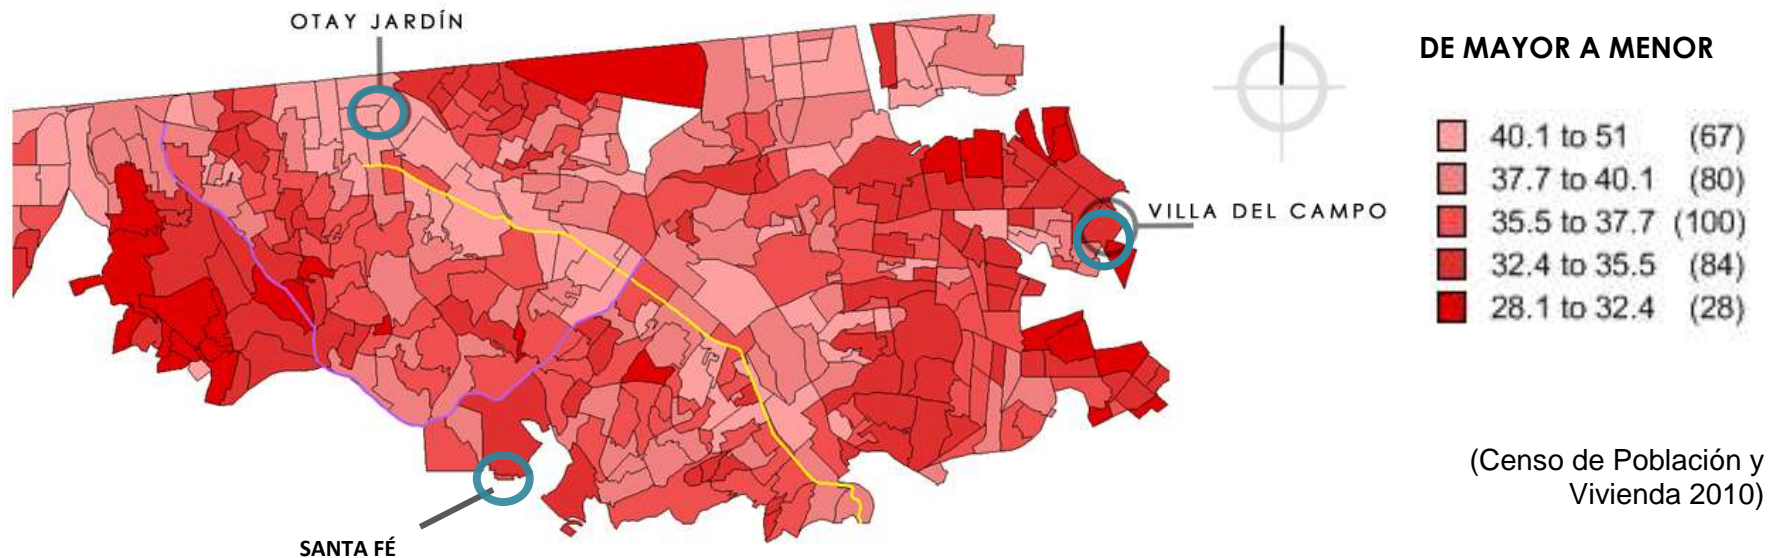 OTAY JARDÍN
DE MAYOR A MENOR
40.1 to 51 (67)
37.7 to 40.1 (80)
35.5 to 37.7 (100)
32.4 to 35.5 (84)
28.1 to 32.4 (28)
VILLA DEL CAMPO
(Censo de Población y
Vivienda 2010)
SANTA FÉ